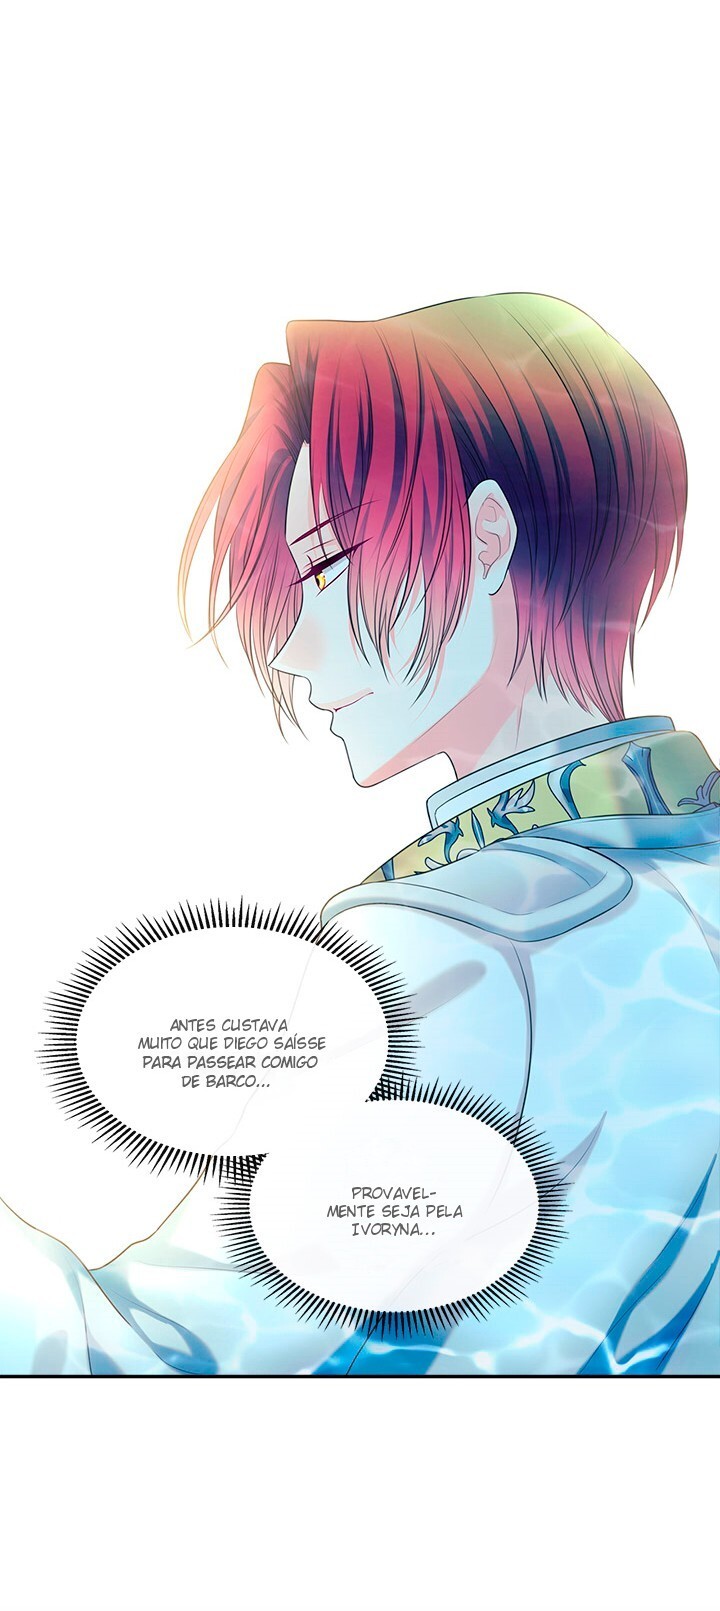 ANTES CUSTAVA
MUITO QUE DIEGO SAÍSSE
PARA PASSEAR COMIGO
DE BARCO...
PROVAVEL-
MENTE SEJA PELA
IVORYNA...